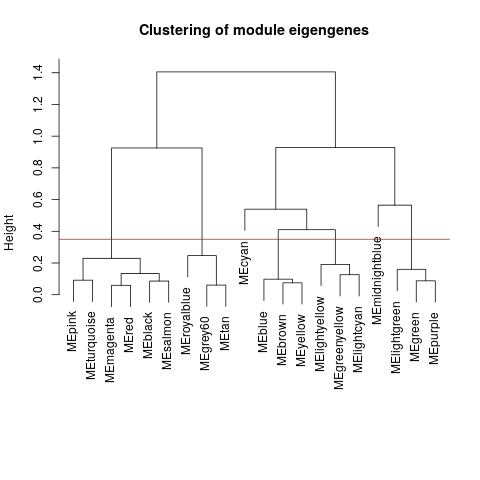 Clustering of module eigengenes
Height
1.4
1.2
1.0
0.8
0.6
0.4
0.2
0.0
MEpink
MEturquoise
MEmagenta
MEred
MEblack
MEsalmon
MEroyalblue
MEgrey60
MEtan
MEcyan
MEblue
MEbrown
MEyellow
MElightyellow
MEgreenyellow
MElightcyan
MEmidnightblue
MElightgreen
MEgreen
MEpurple